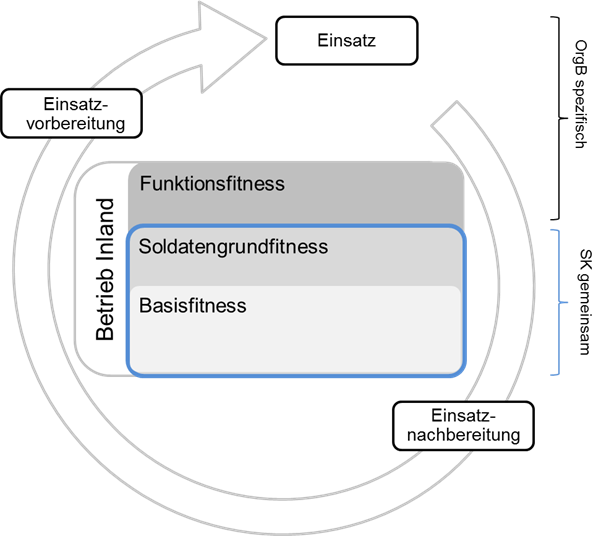 Einsatz
Einsatz-
vorbereitung
OrgB spezifisch
Betrieb Inland
Funktionsfitness
Soldatengrundfitness
Basisfitness
SK gemeinsam
Einsatz-
nachbereitung